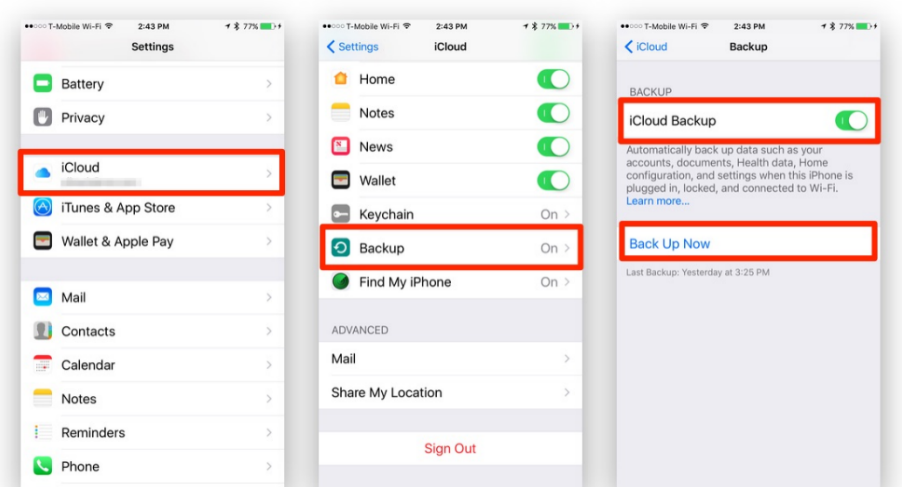 T-Mobile Wi-Fi 2:43 PM 77%
Settings
Battery
Privacy
iCloud
iTunes & App Store
Wallet & Apple Pay
Mail
Contacts
Calendar
Notes
Reminders
Phone
T-Mobile Wi-Fi 2:43 PM 77%
Settings iCloud
Home
Notes
News
Wallet
Keychain On
Backup On
Find My iPhone On
ADVANCED
Mail
Share My Location
Sign Out
T-Mobile Wi-Fi 2:43 PM 77%
iCloud Backup
BACKUP
iCloud Backup
Automatically back up data such as your
accounts, documents, Health data, Home
configuration, and settings when this iPhone is
plugged in, locked, and connected to Wi-Fi.
Learn more...
Back Up Now
Last Backup: Yesterday at 3:25 PM